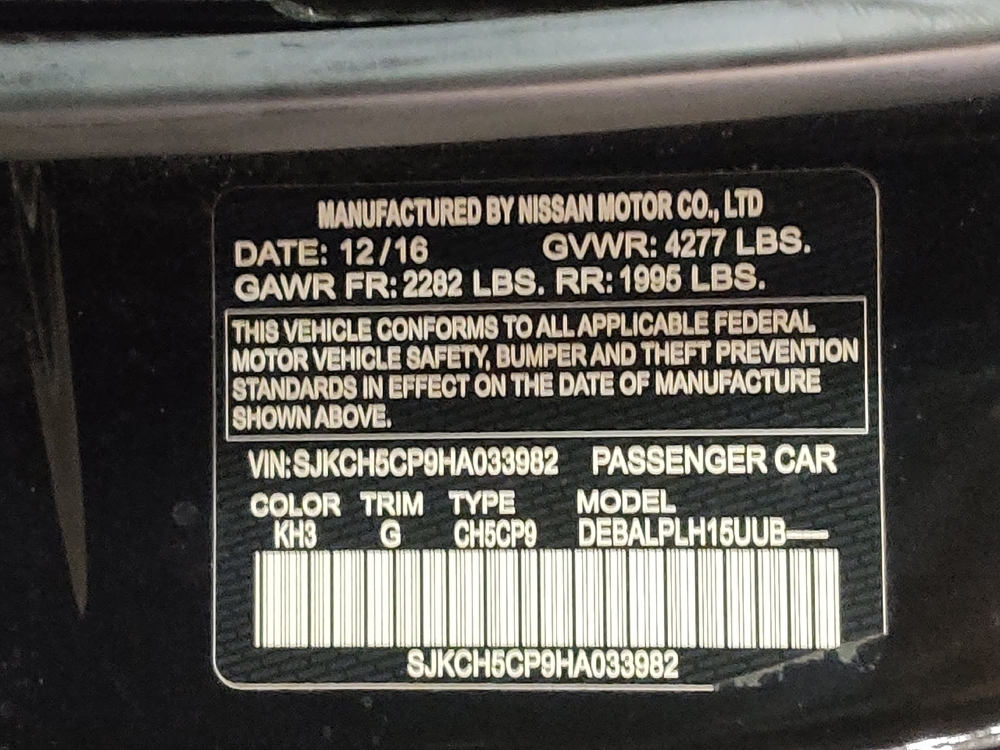 MANUFACTURED BY NISSAN MOTOR CO., LTD
DATE: 12/16 GVWR: 4277 LBS.
GAWR FR: 2282 LBS. RR: 1995 LBS.
THIS VEHICLE CONFORMS TO ALL APPLICABLE FEDERAL
MOTOR VEHICLE SAFETY, BUMPER AND THEFT PREVENTION
STANDARDS IN EFFECT ON THE DATE OF MANUFACTURE
SHOWN ABOVE.
VIN: SJKCH5CP9HA033982 PASSENGER CAR
COLOR TRIM TYPE MODEL
KH3 G CH5CP9 DEBALPLH15UUB—
SJKCH5CP9HA033982